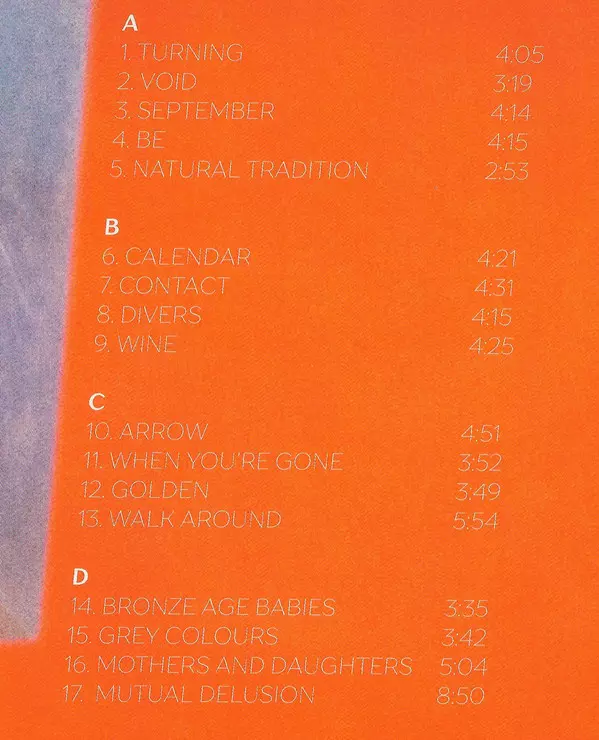 A
1. TURNING 4:05
2. VOID 3:19
3. SEPTEMBER 4:14
4. BE 4:15
5. NATURAL TRADITION 2:53
B
6. CALENDAR 4:21
7. CONTACT 4:31
8. DIVERS 4:15
9. WINE 4:25
C
10. ARROW 4:51
11. WHEN YOU'RE GONE 3:52
12. GOLDEN 3:49
13. WALK AROUND 5:54
D
14. BRONZE AGE BABIES 3:35
15. GREY COLOURS 3:42
16. MOTHERS AND DAUGHTERS 5:04
17. MUTUAL DELUSION 8:50